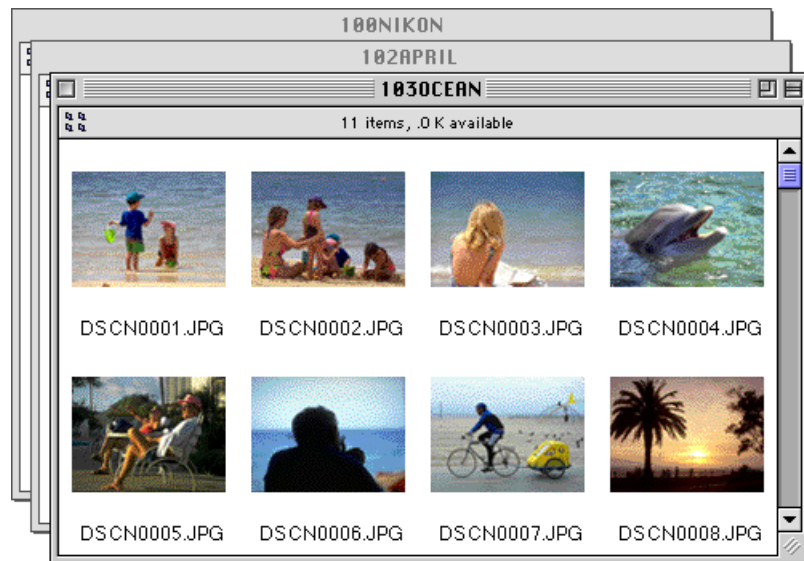 100NIKON
102APRIL
103OCEAN
11 items, .0 K available
DSCN0001.JPG DSCN0002.JPG DSCN0003.JPG DSCN0004.JPG
DSCN0005.JPG DSCN0006.JPG DSCN0007.JPG DSCN0008.JPG